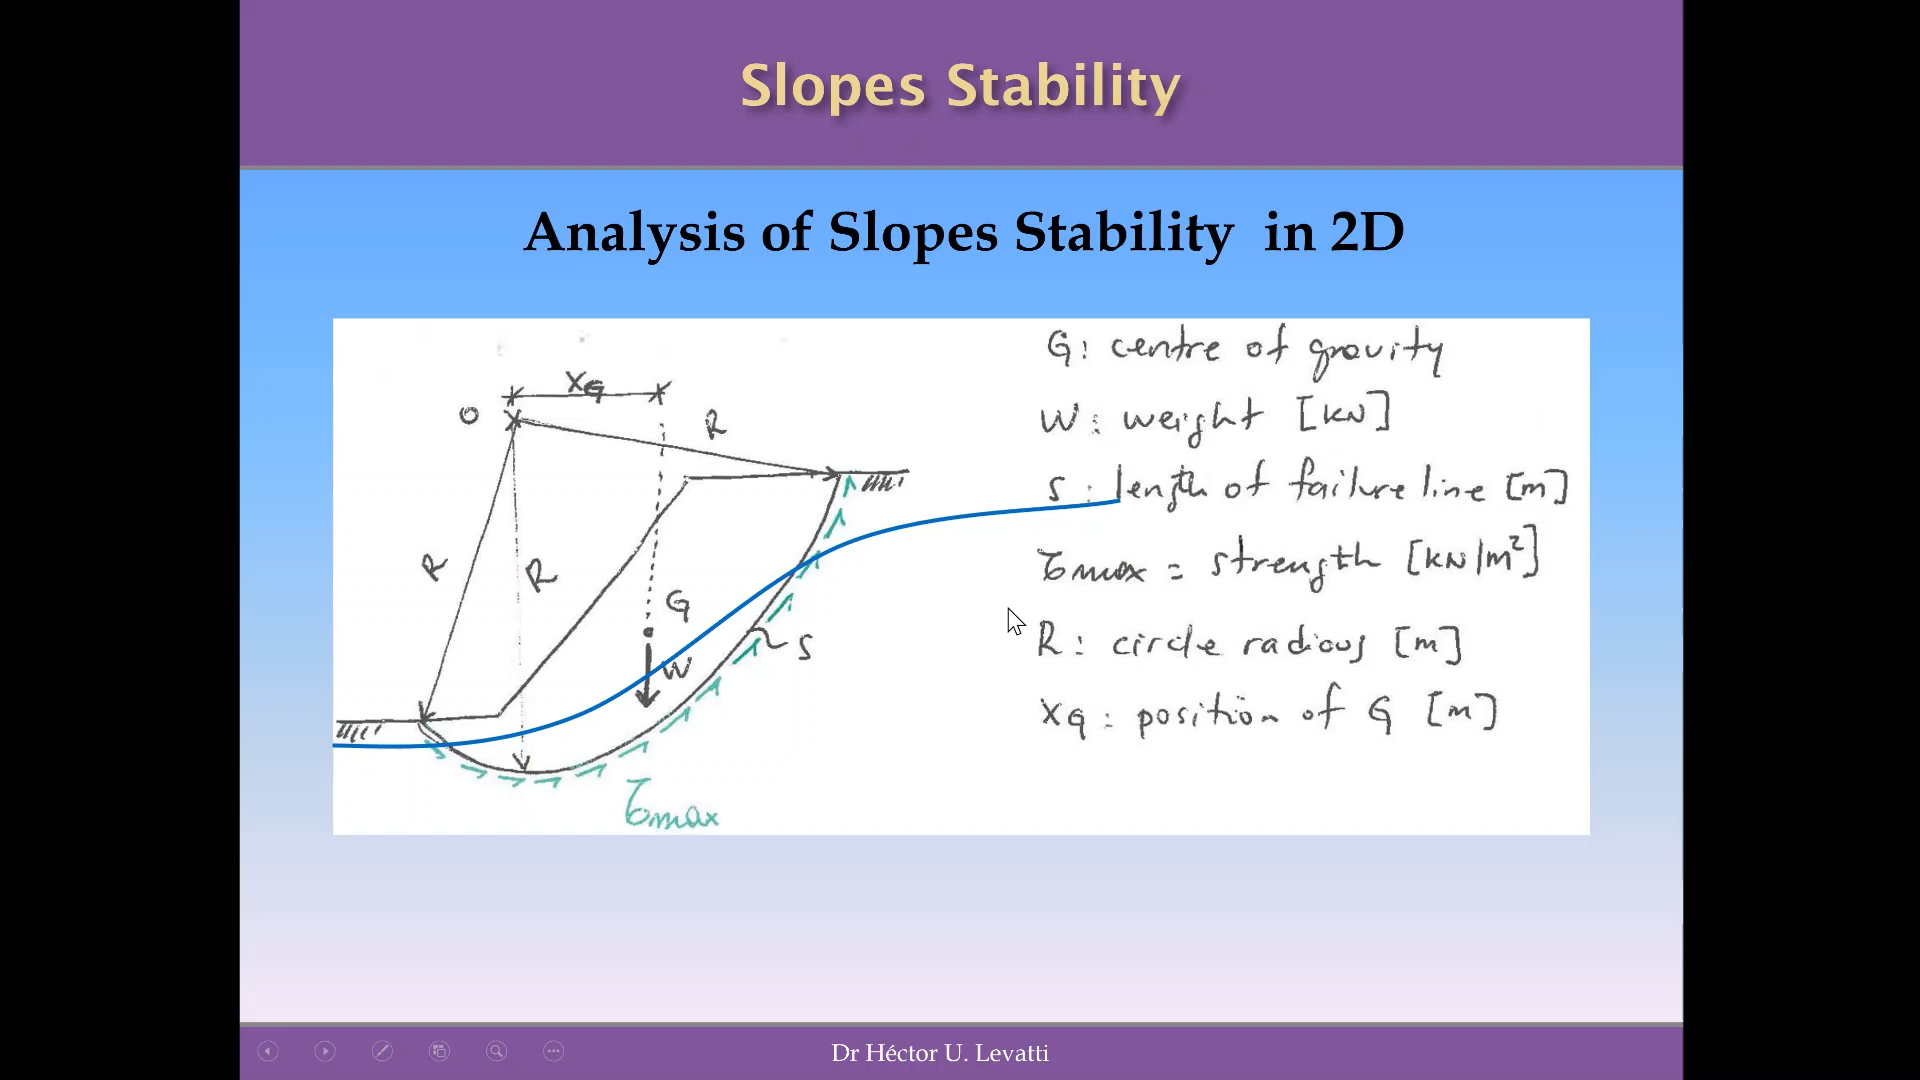 Slopes Stability
Analysis of Slopes Stability in 2D
XG
O
R
R
R
G
W
S
τmax
G: centre of gravity
W: weight [kN]
S: length of failure line [m]
τmax = strength [kN/m²]
R: circle radious [m]
XG: position of G [m]
Dr Héctor U. Levatti